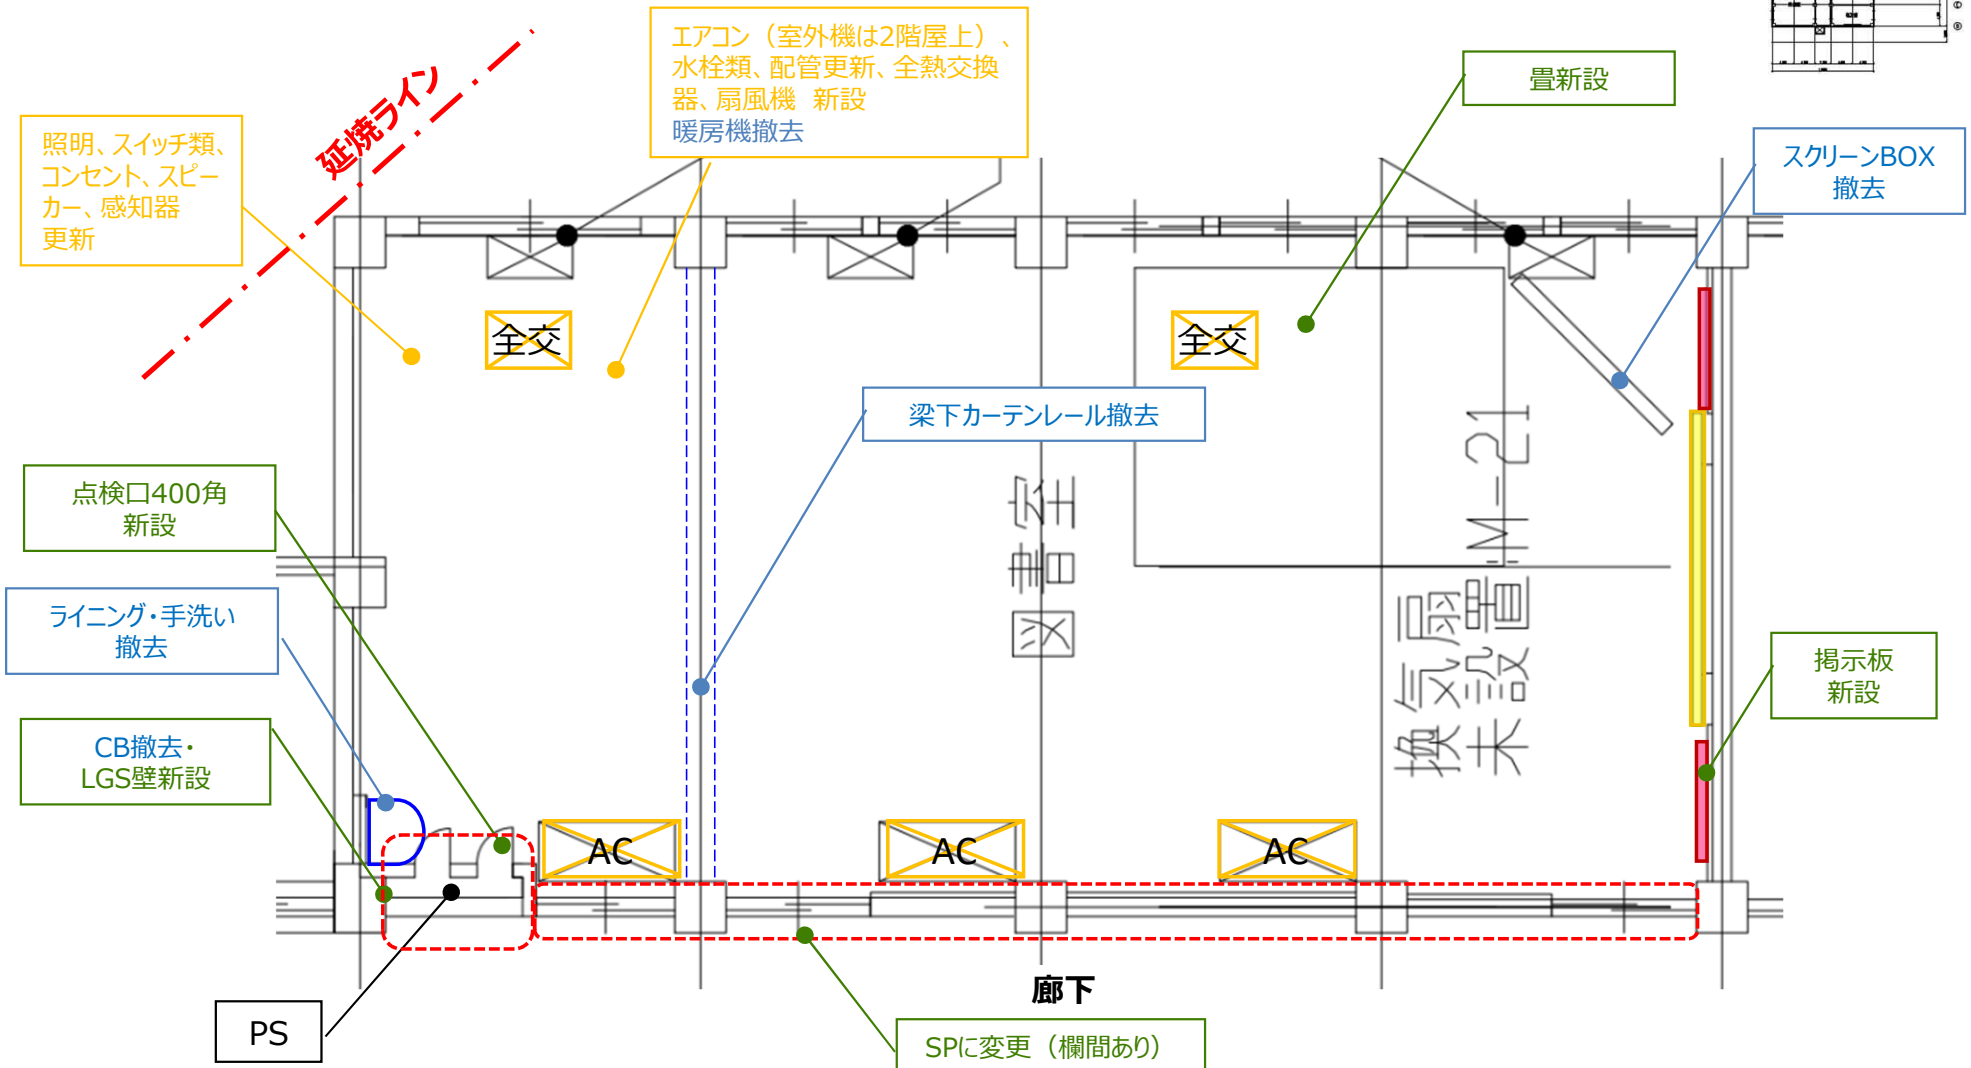 エアコン（室外機は2階屋上）、
水栓類、配管更新、全熱交換
器、扇風機　新設
暖房機撤去
畳新設
延焼ライン
照明、スイッチ類、
コンセント、スピー
カー、感知器
更新
スクリーンBOX
撤去
全交
全交
梁下カーテンレール撤去
点検口400角
新設
図書室
換気扇
未設置:M-21
ライニング・手洗い
撤去
掲示板
新設
CB撤去・
LGS壁新設
AC
AC
AC
廊下
PS
SPに変更（欄間あり）